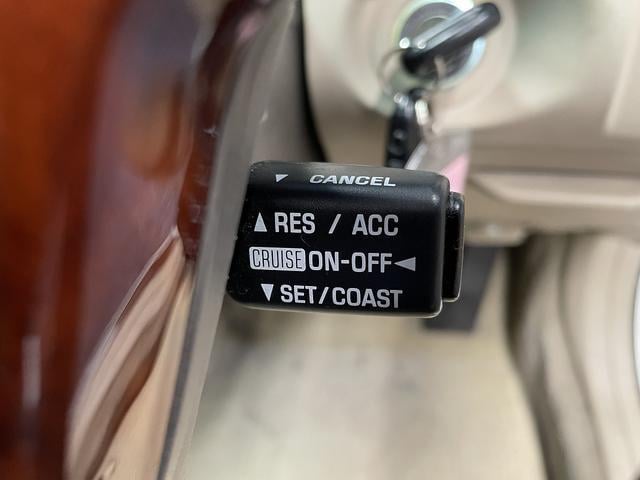 ▼ CANCEL
▲ RES / ACC
CRUISE ON-OFF ◀
▼ SET/COAST